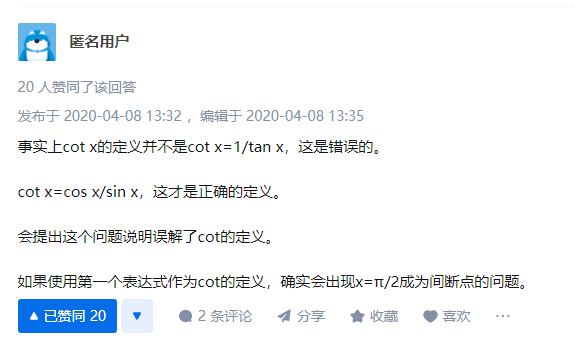 匿名用户
20 人赞同了该回答
发布于 2020-04-08 13:32 ，编辑于 2020-04-08 13:35
事实上cot x的定义并不是cot x=1/tan x，这是错误的。
cot x=cos x/sin x，这才是正确的定义。
会提出这个问题说明误解了cot的定义。
如果使用第一个表达式作为cot的定义，确实会出现x=π/2成为间断点的问题。
已赞同 20 2 条评论 分享 收藏 喜欢 ···